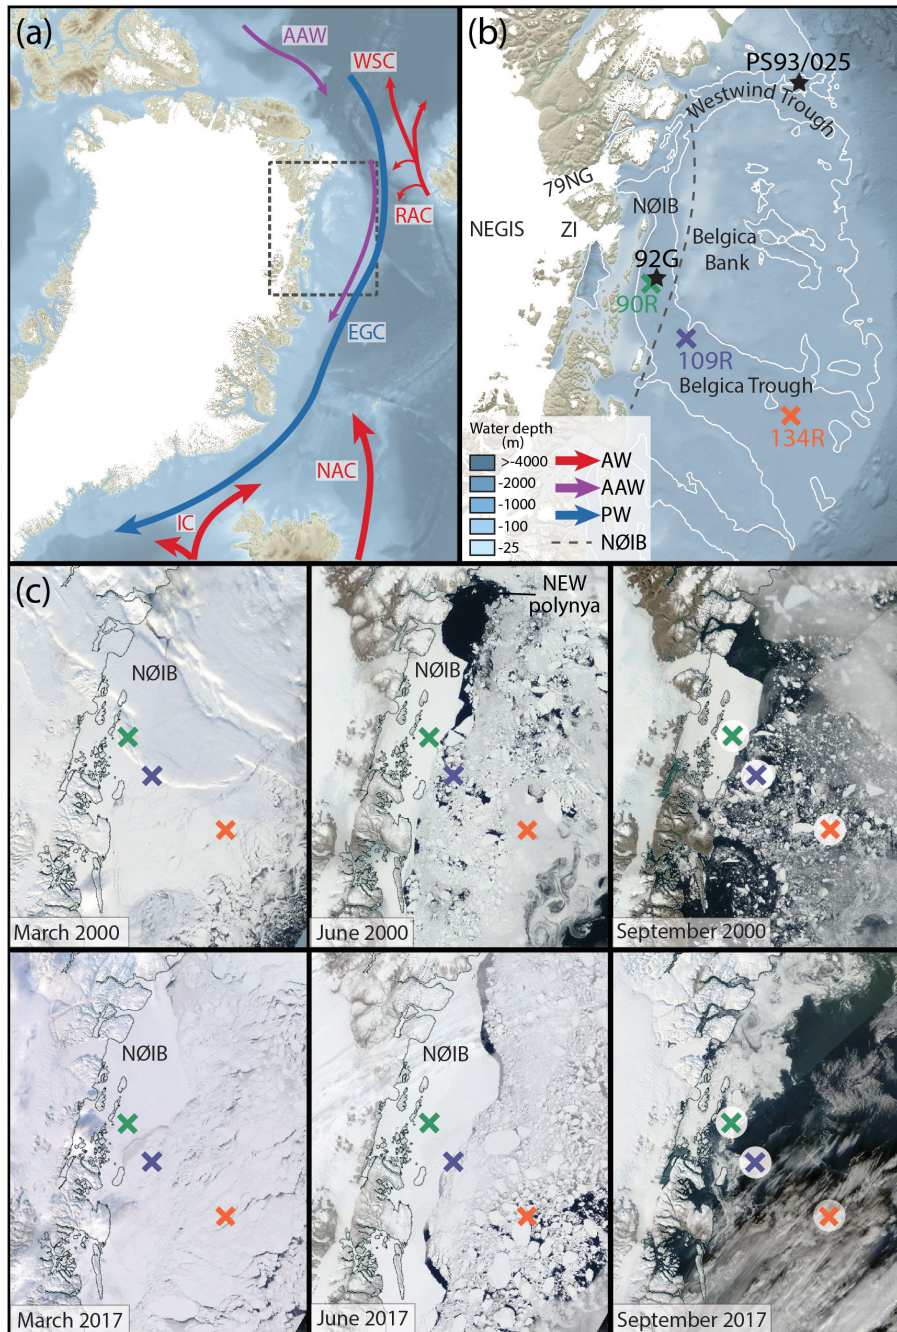 (a)
AAW
WSC
RAC
EGC
NAC
IC
(b)
PS93/025
Westwind Trough
79NG
NØIB
NEGIS
ZI
Belgica
Bank
92G
90R
109R
Belgica Trough
134R
Water depth
(m)
>-4000
-2000
-1000
-100
-25
AW
AAW
PW
NØIB
(c)
NØIB
March 2000
NEW
polynya
NØIB
June 2000
September 2000
NØIB
March 2017
NØIB
June 2017
September 2017